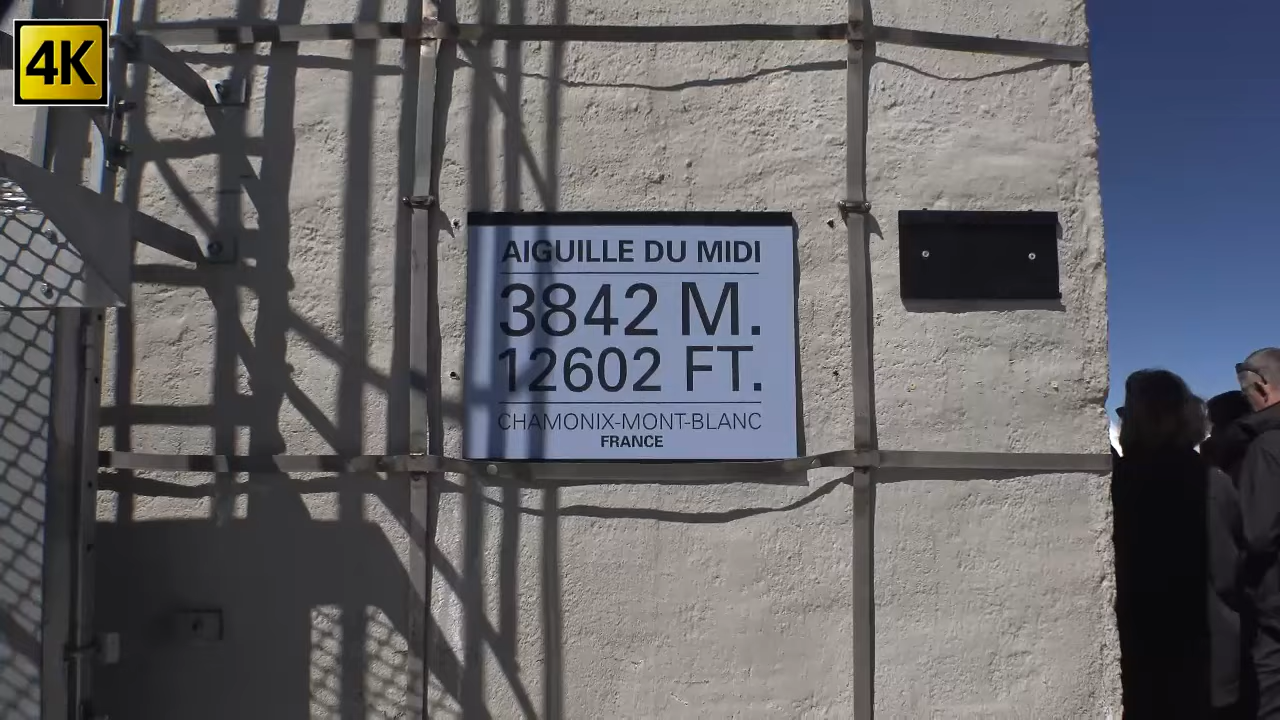 4K
AIGUILLE DU MIDI
3842 M.
12602 FT.
CHAMONIX-MONT-BLANC
FRANCE